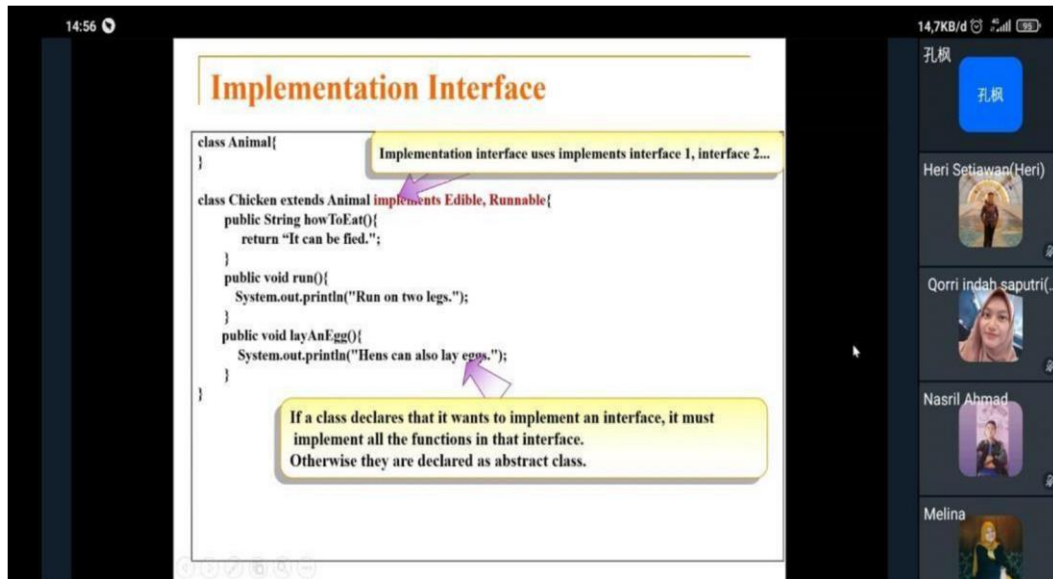 14:56
14,7KB/d 4G 95
Implementation Interface
class Animal{
}
Implementation interface uses implements interface 1, interface 2...
class Chicken extends Animal implements Edible, Runnable{
public String howToEat(){
return “It can be fied.";
}
public void run(){
System.out.println("Run on two legs.");
}
public void layAnEgg(){
System.out.println("Hens can also lay eggs.");
}
}
If a class declares that it wants to implement an interface, it must
implement all the functions in that interface.
Otherwise they are declared as abstract class.
孔枫
孔枫
Heri Setiawan(Heri)
Qorri indah saputri(..
Nasril Ahmad
Melina